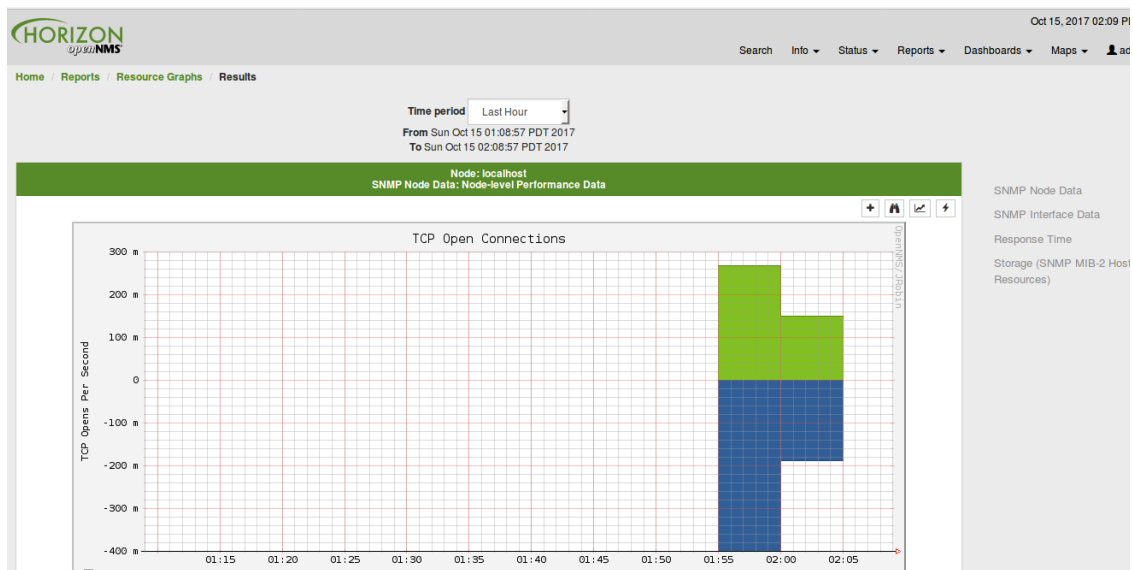 HORIZON
openNMS
Oct 15, 2017 02:09 P
Search Info Status Reports Dashboards Maps ad
Home / Reports / Resource Graphs / Results
Time period Last Hour
From Sun Oct 15 01:08:57 PDT 2017
To Sun Oct 15 02:08:57 PDT 2017
Node: localhost
SNMP Node Data: Node-level Performance Data
SNMP Node Data
SNMP Interface Data
Response Time
Storage (SNMP MIB-2 Host
Resources)
TCP Open Connections
OpenNMS/JRobin
TCP Opens Per Second
300 m
200 m
100 m
0
-100 m
-200 m
-300 m
-400 m
01:15 01:20 01:25 01:30 01:35 01:40 01:45 01:50 01:55 02:00 02:05